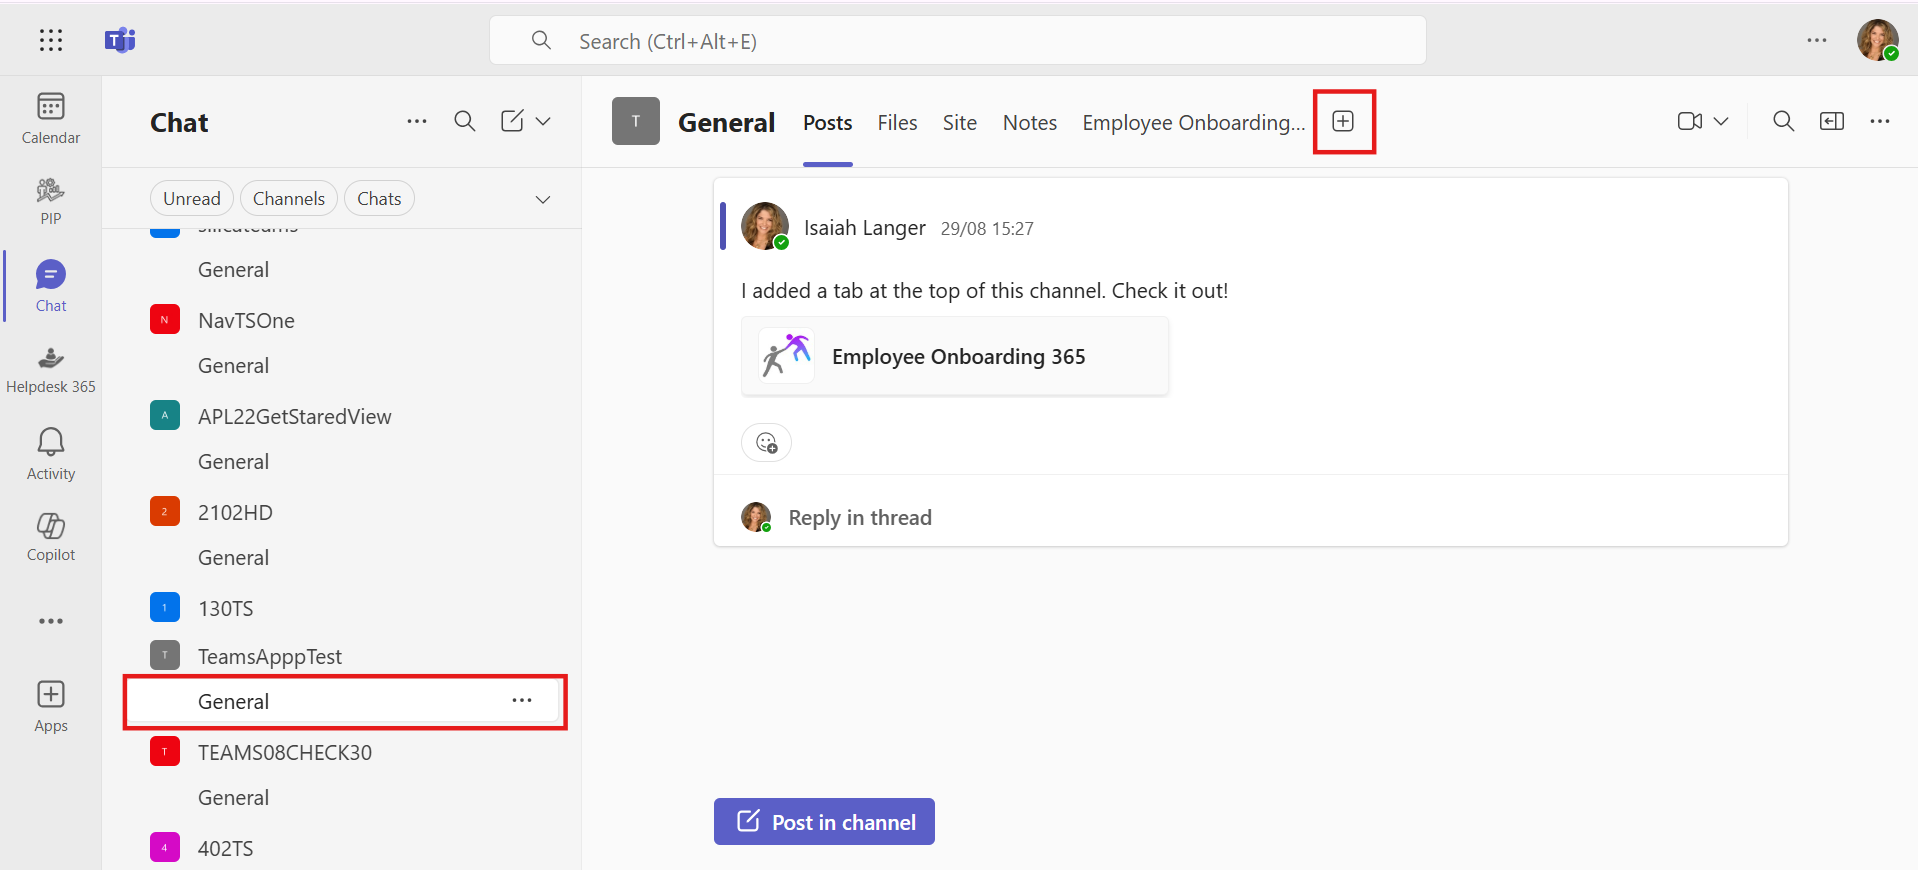 Search (Ctrl+Alt+E)
Calendar
PIP
Chat
Helpdesk 365
Activity
Copilot
Apps
Chat
Unread
Channels
Chats
General
N
NavTSOne
General
A
APL22GetStaredView
General
2
2102HD
General
1
130TS
T
TeamsApppTest
General
T
TEAMS08CHECK30
General
4
402TS
T
General
Posts
Files
Site
Notes
Employee Onboarding...
Isaiah Langer 29/08 15:27
I added a tab at the top of this channel. Check it out!
Employee Onboarding 365
Reply in thread
Post in channel